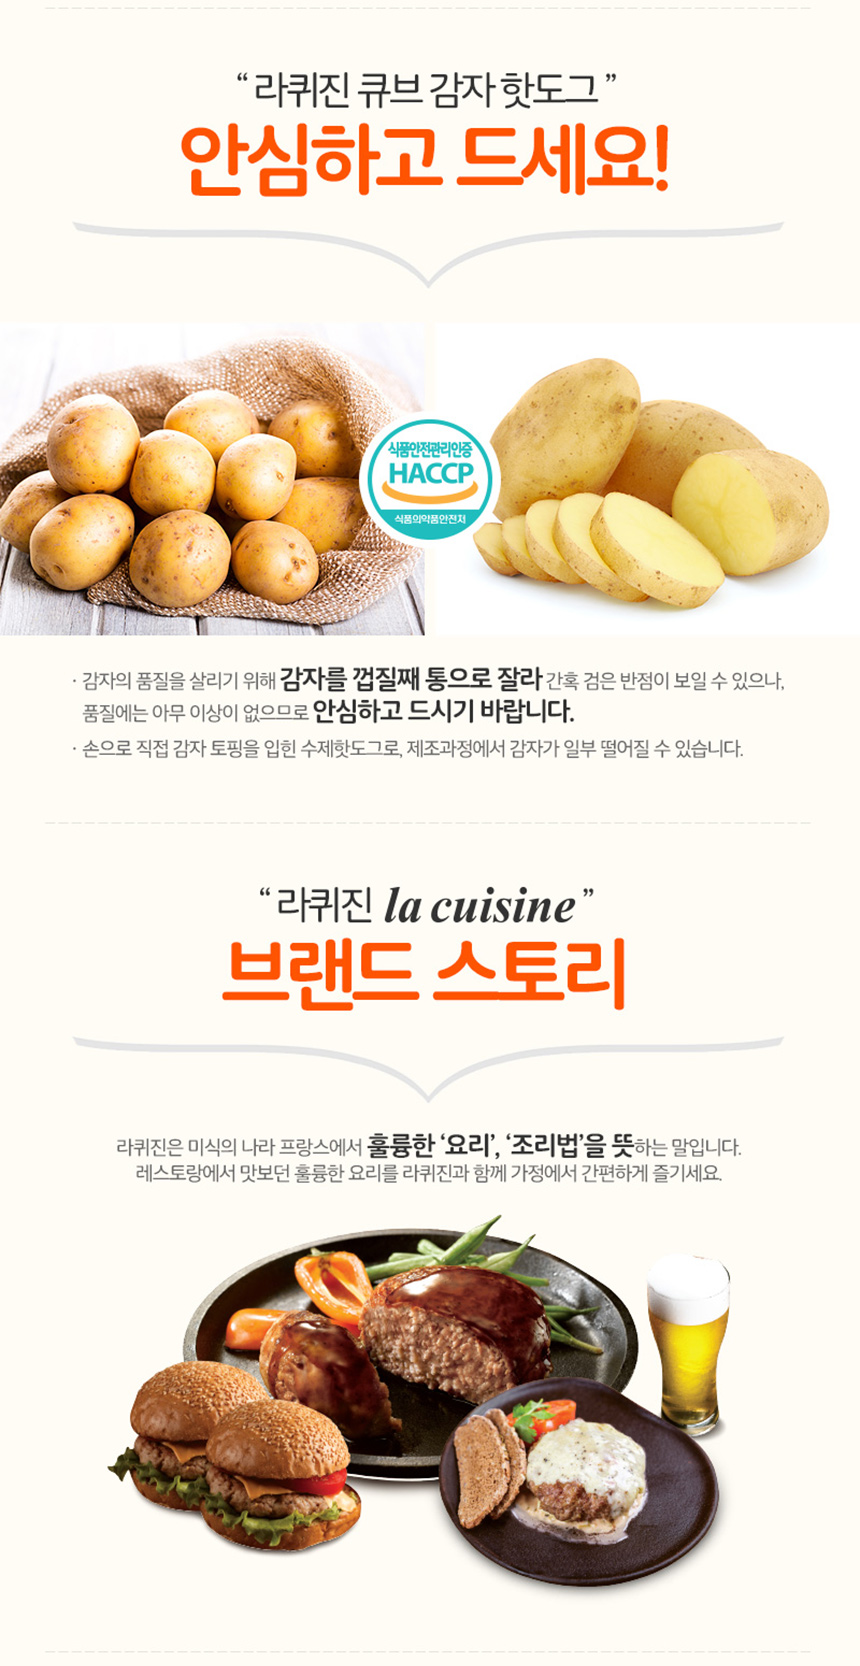 “ 라퀴진 큐브 감자 핫도그 ”
안심하고 드세요!
식품안전관리인증
HACCP
식품의약품안전처
· 감자의 품질을 살리기 위해 감자를 껍질째 통으로 잘라 간혹 검은 반점이 보일 수 있으나,
품질에는 아무 이상이 없으므로 안심하고 드시기 바랍니다.
· 손으로 직접 감자 토핑을 입힌 수제핫도그로, 제조과정에서 감자가 일부 떨어질 수 있습니다.
“ 라퀴진 la cuisine ”
브랜드 스토리
라퀴진은 미식의 나라 프랑스에서 훌륭한 ‘요리’, ‘조리법’을 뜻하는 말입니다.
레스토랑에서 맛보던 훌륭한 요리를 라퀴진과 함께 가정에서 간편하게 즐기세요.